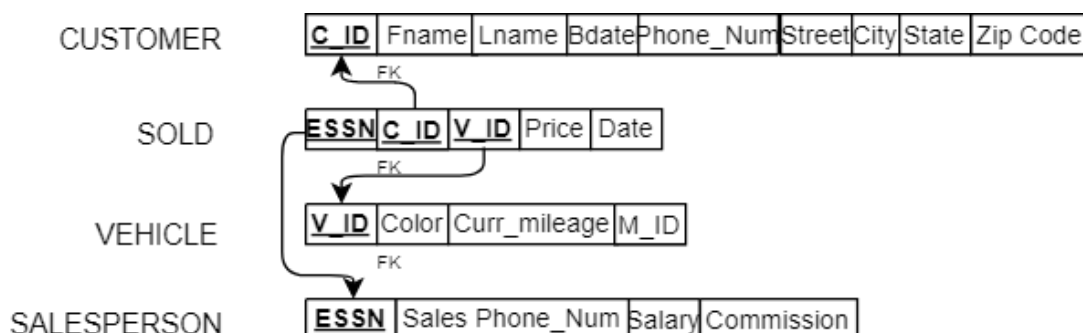 CUSTOMER C_ID Fname Lname Bdate Phone_Num Street City State Zip Code
FK
SOLD ESSN C_ID V_ID Price Date
FK
VEHICLE V_ID Color Curr_mileage M_ID
FK
SALESPERSON ESSN Sales Phone_Num Salary Commission